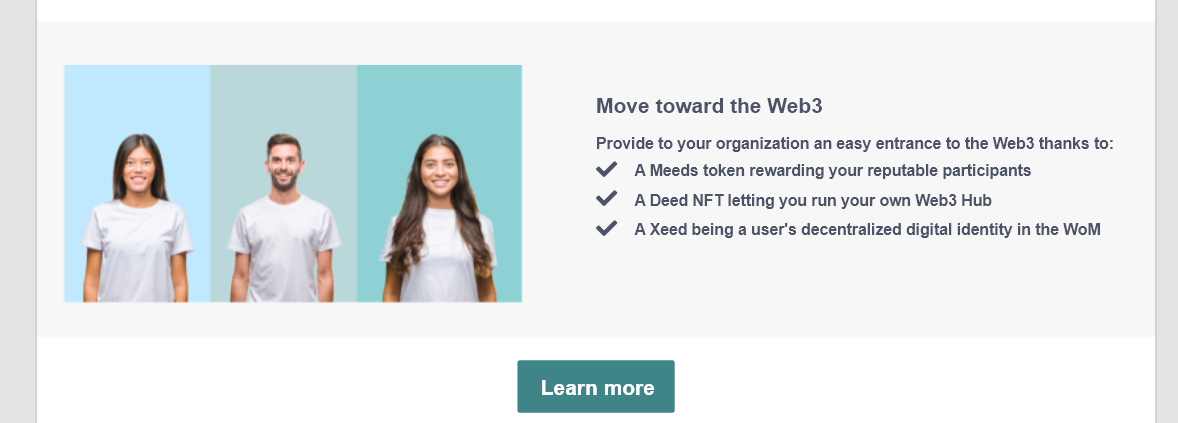 Move toward the Web3
Provide to your organization an easy entrance to the Web3 thanks to:
A Meeds token rewarding your reputable participants
A Deed NFT letting you run your own Web3 Hub
A Xeed being a user's decentralized digital identity in the WoM
Learn more